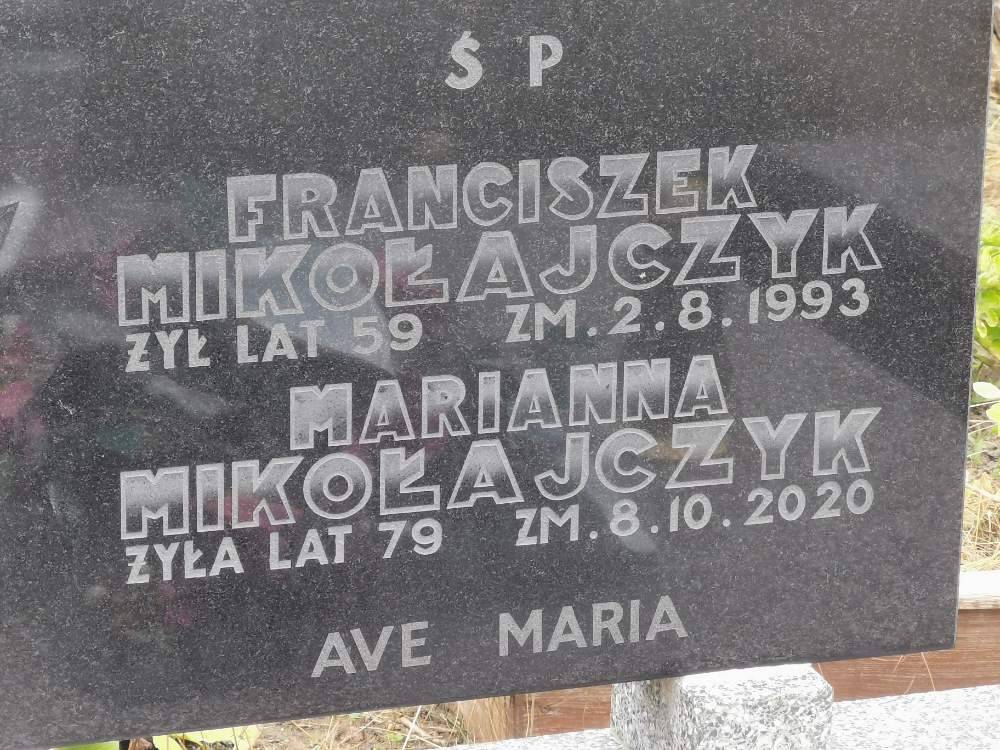 Ś P
FRANCISZEK
MIKOŁAJCZYK
ŻYŁ LAT 59 ZM. 2. 8. 1993
MARIANNA
MIKOŁAJCZYK
ŻYŁA LAT 79 ZM. 8. 10. 2020
AVE MARIA